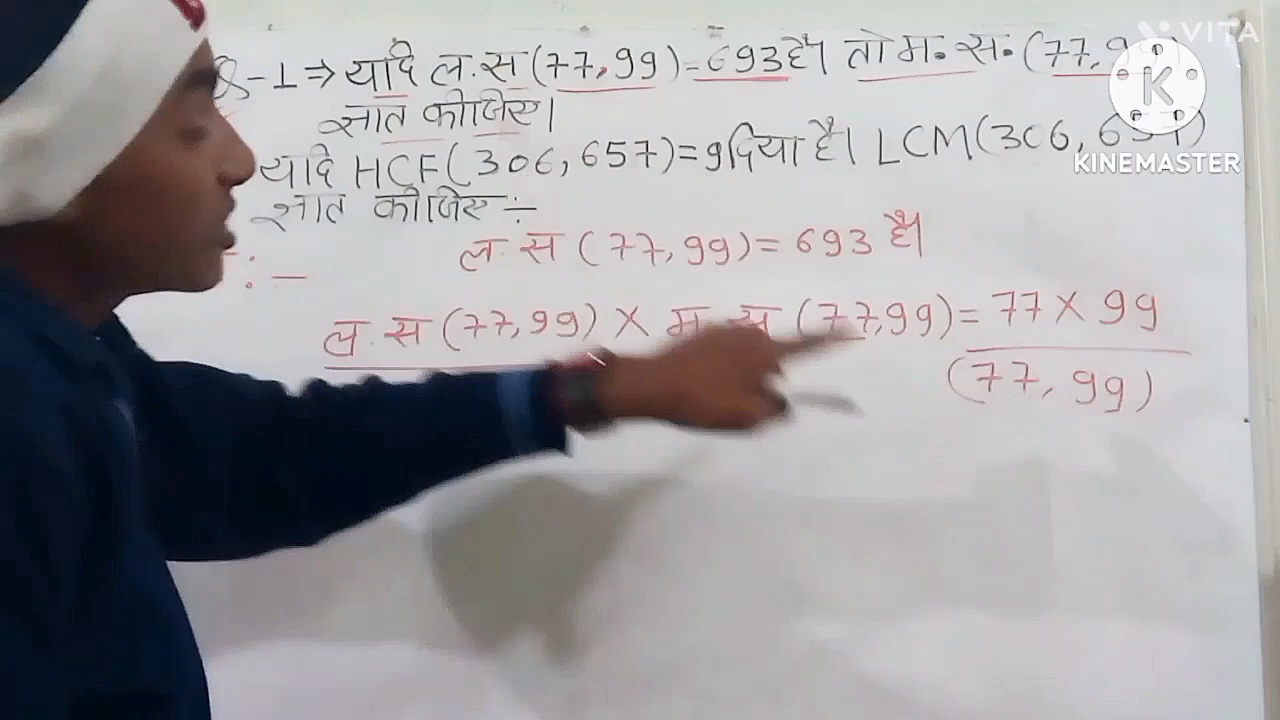 Q-1 ⇒ यदि ल.स (77,99) = 693 है। तो म. स. (77,99)
ज्ञात कीजिए।
यदि HCF (306, 657) = 9 दिया है। LCM (306, 657)
ज्ञात कीजिए ÷
ल. स (77,99) = 693 है।
:—
ल. स (77,99) × म. स (77,99) = 77 × 99
(77, 99)
VITA
K
KINEMASTER